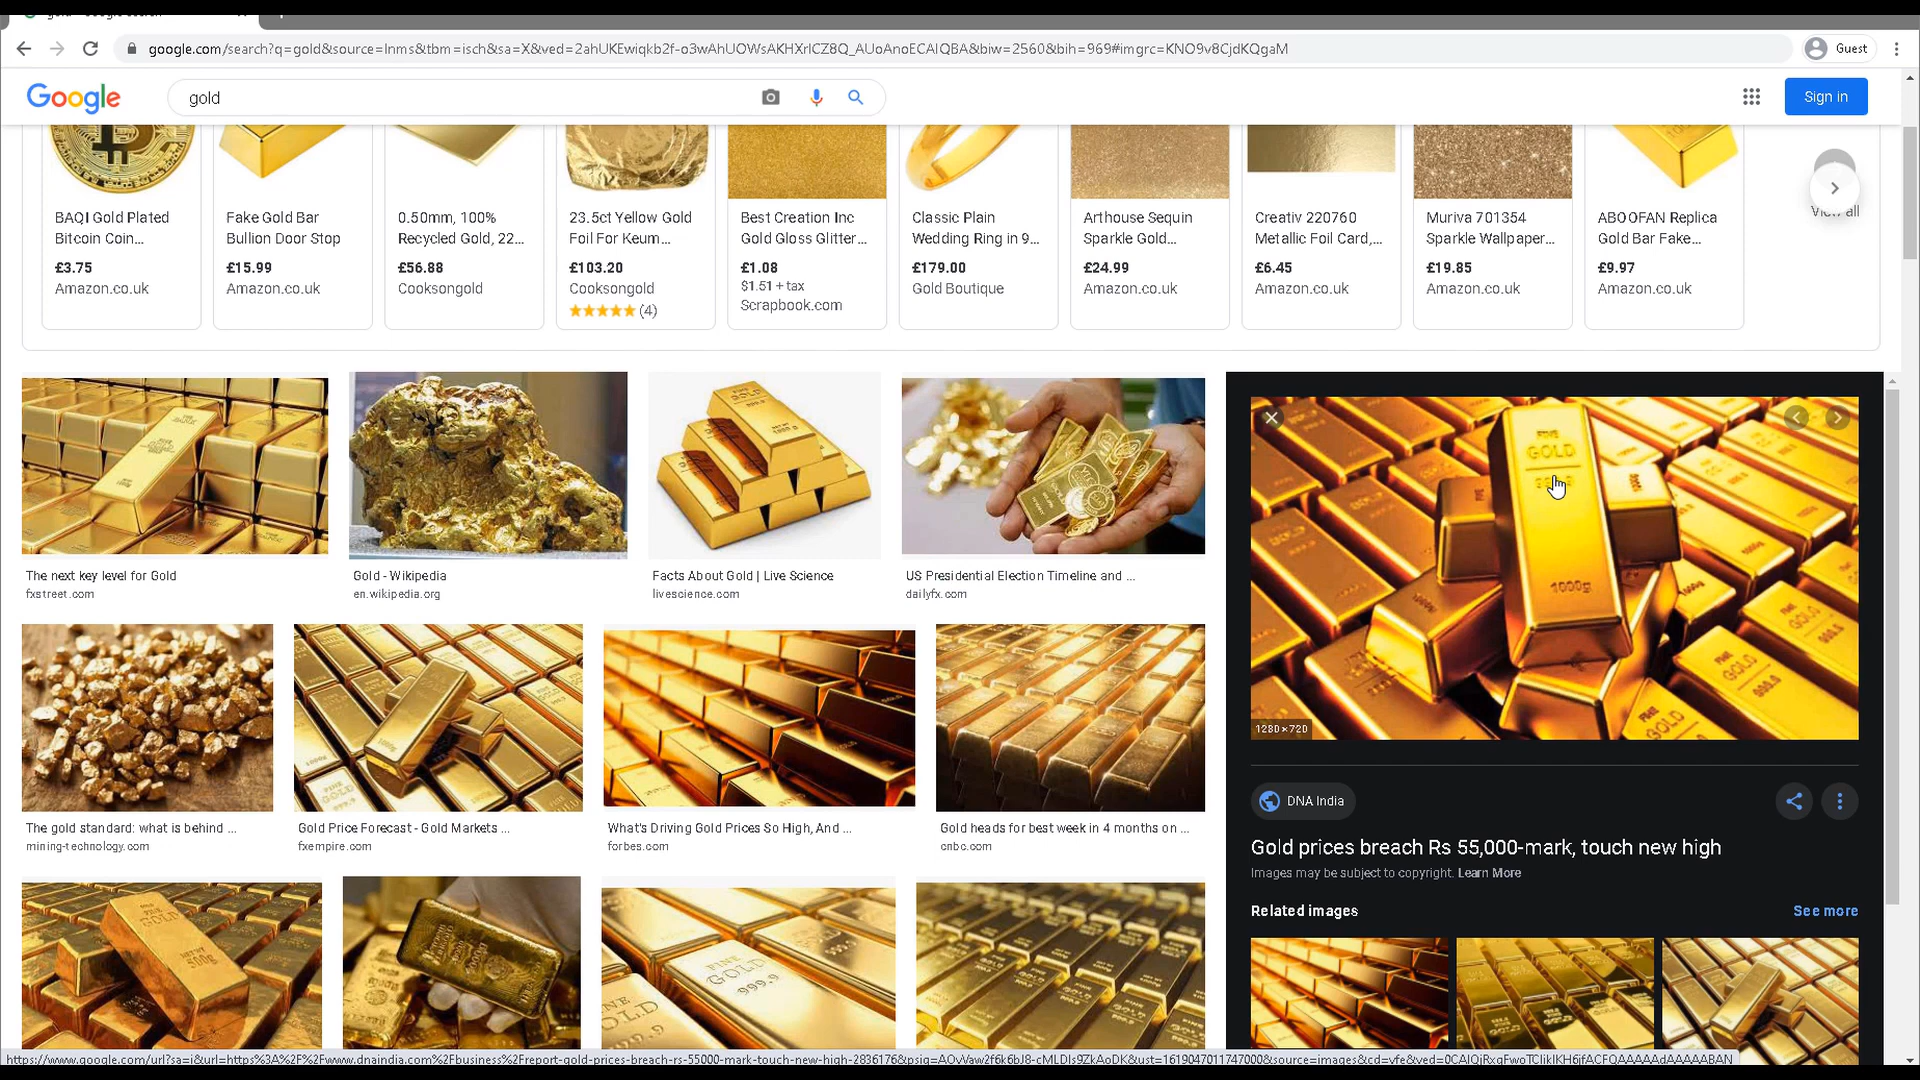 google.com/search?q=gold&source=lnms&tbm=isch&sa=X&ved=2ahUKEwiqkb2f-o3wAhUOWsAKHXrICZ8Q_AUoAnoECAIQBA&biw=2560&bih=969#imgrc=KNO9v8CjdKQgaM
Guest
Google
gold
Sign in
BAQI Gold Plated
Bitcoin Coin...
£3.75
Amazon.co.uk
Fake Gold Bar
Bullion Door Stop
£15.99
Amazon.co.uk
0.50mm, 100%
Recycled Gold, 22...
£56.88
Cooksongold
23.5ct Yellow Gold
Foil For Keum...
£103.20
Cooksongold
(4)
Best Creation Inc
Gold Gloss Glitter...
£1.08
$1.51 + tax
Scrapbook.com
Classic Plain
Wedding Ring in 9...
£179.00
Gold Boutique
Arthouse Sequin
Sparkle Gold...
£24.99
Amazon.co.uk
Creativ 220760
Metallic Foil Card,...
£6.45
Amazon.co.uk
Muriva 701354
Sparkle Wallpaper...
£19.85
Amazon.co.uk
ABOOFAN Replica
Gold Bar Fake...
£9.97
Amazon.co.uk
View all
The next key level for Gold
fxstreet.com
Gold - Wikipedia
en.wikipedia.org
Facts About Gold | Live Science
livescience.com
US Presidential Election Timeline and ...
dailyfx.com
FINE
GOLD
1000g
1280×720
The gold standard: what is behind ...
mining-technology.com
Gold Price Forecast - Gold Markets ...
fxempire.com
What's Driving Gold Prices So High, And ...
forbes.com
Gold heads for best week in 4 months on ...
cnbc.com
DNA India
Gold prices breach Rs 55,000-mark, touch new high
Images may be subject to copyright. Learn More
Related images
See more
FINE
GOLD
999.9